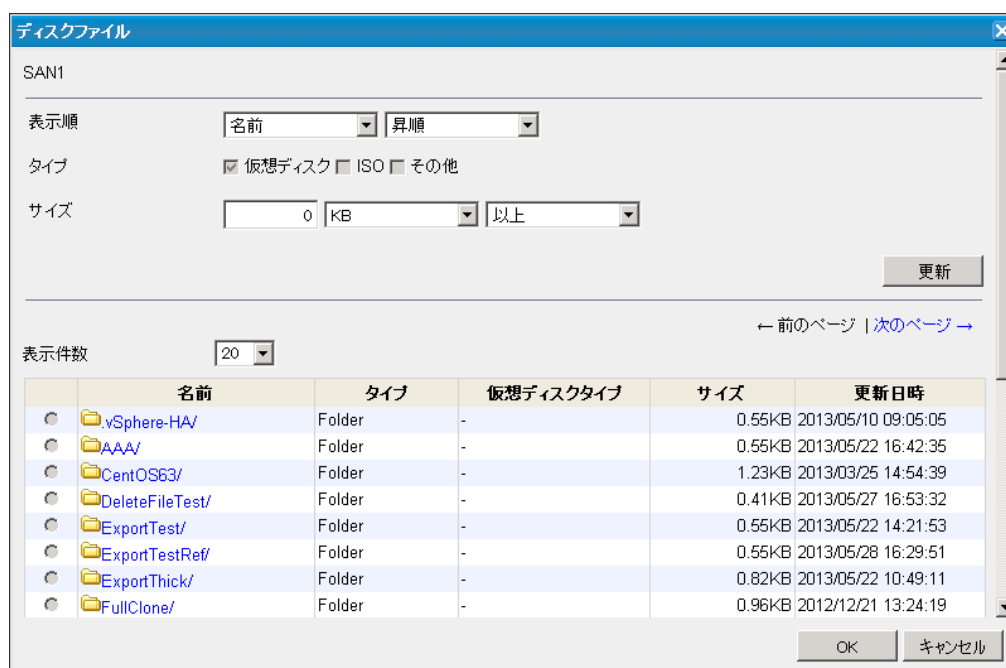 ディスクファイル
SAN1
表示順 名前 昇順
タイプ 仮想ディスク ISO その他
サイズ 0 KB 以上
更新
←前のページ | 次のページ→
表示件数 20
名前 タイプ 仮想ディスクタイプ サイズ 更新日時
.vSphere-HA/ Folder - 0.55KB 2013/05/10 09:05:05
AAA/ Folder - 0.55KB 2013/05/22 16:42:35
CentOS63/ Folder - 1.23KB 2013/03/25 14:54:39
DeleteFileTest/ Folder - 0.41KB 2013/05/27 16:53:32
ExportTest/ Folder - 0.55KB 2013/05/22 14:21:53
ExportTestRef/ Folder - 0.55KB 2013/05/28 16:29:51
ExportThick/ Folder - 0.82KB 2013/05/22 10:49:11
FullClone/ Folder - 0.96KB 2012/12/21 13:24:19
OK キャンセル